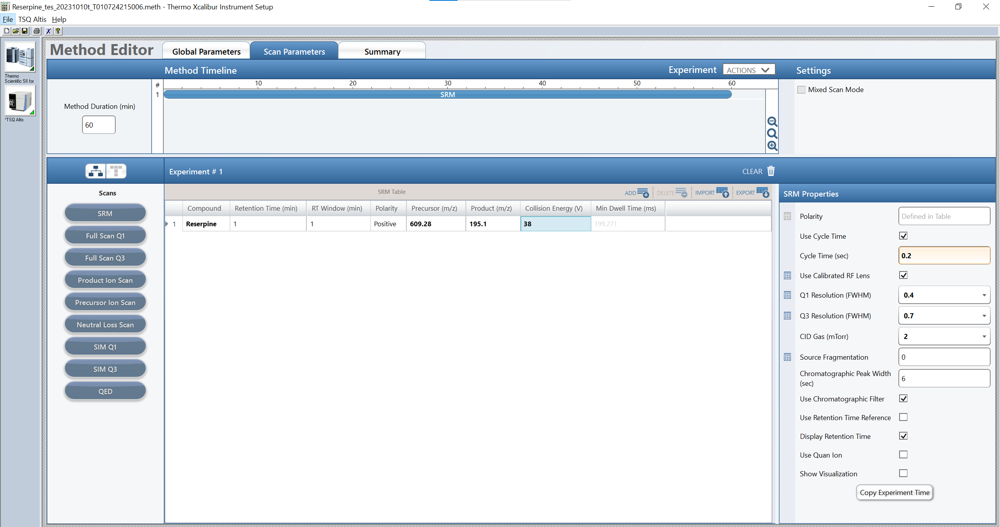 Reserpine_tes_20231010t_T010724215006.meth - Thermo Xcalibur Instrument Setup
File TSQ Altis Help
Thermo
Scientific SII for
*TSQ Altis
Method Editor
Global Parameters
Scan Parameters
Summary
Method Timeline
Experiment
ACTIONS
Settings
Mixed Scan Mode
Method Duration (min)
60
#
10 20 30 40 50 60
1 SRM
Experiment # 1
CLEAR
Scans
SRM
Full Scan Q1
Full Scan Q3
Product Ion Scan
Precursor Ion Scan
Neutral Loss Scan
SIM Q1
SIM Q3
QED
SRM Table
ADD
DELETE
IMPORT
EXPORT
Compound Retention Time (min) RT Window (min) Polarity Precursor (m/z) Product (m/z) Collision Energy (V) Min Dwell Time (ms)
1 Reserpine 1 1 Positive 609.28 195.1 38 199.271
SRM Properties
Polarity Defined in Table
Use Cycle Time
Cycle Time (sec) 0.2
Use Calibrated RF Lens
Q1 Resolution (FWHM) 0.4
Q3 Resolution (FWHM) 0.7
CID Gas (mTorr) 2
Source Fragmentation 0
Chromatographic Peak Width
(sec) 6
Use Chromatographic Filter
Use Retention Time Reference
Display Retention Time
Use Quan Ion
Show Visualization
Copy Experiment Time